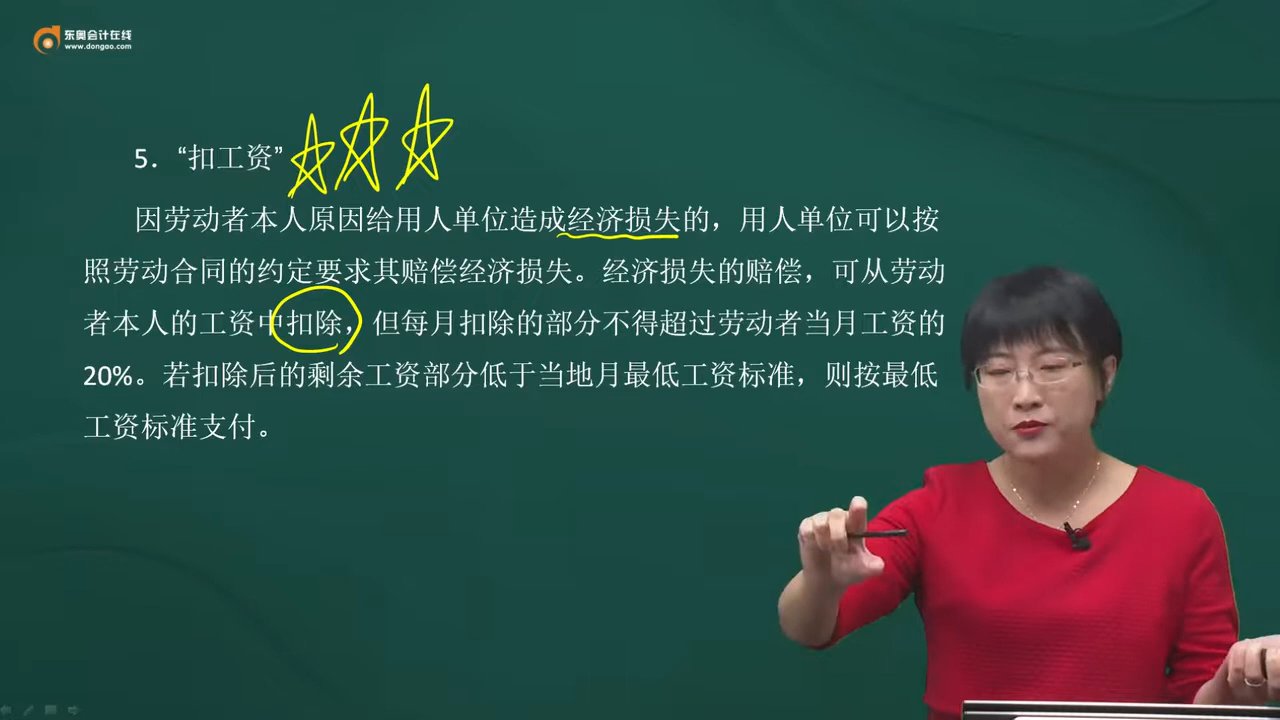 东奥会计在线
www.dongao.com
5．“扣工资”
因劳动者本人原因给用人单位造成经济损失的，用人单位可以按
照劳动合同的约定要求其赔偿经济损失。经济损失的赔偿，可从劳动
者本人的工资中扣除，但每月扣除的部分不得超过劳动者当月工资的
20%。若扣除后的剩余工资部分低于当地月最低工资标准，则按最低
工资标准支付。